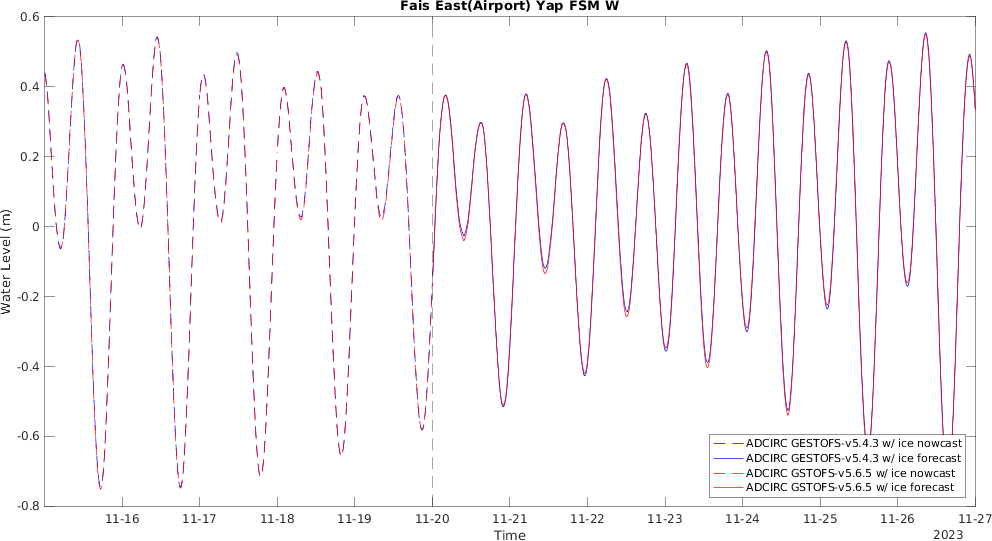 Fais East(Airport) Yap FSM W
0.6
0.4
0.2
0
-0.2
-0.4
-0.6
-0.8
Water Level (m)
ADCIRC GESTOFS-v5.4.3 w/ ice nowcast
ADCIRC GESTOFS-v5.4.3 w/ ice forecast
ADCIRC GSTOFS-v5.6.5 w/ ice nowcast
ADCIRC GSTOFS-v5.6.5 w/ ice forecast
11-16 11-17 11-18 11-19 11-20 11-21 11-22 11-23 11-24 11-25 11-26 11-27
Time
2023